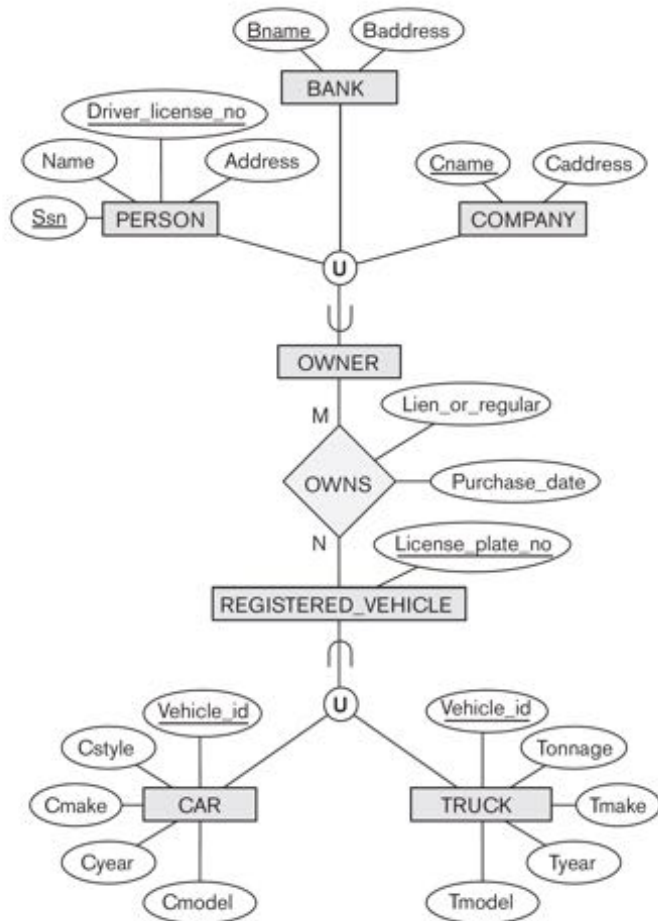 Bname
Baddress
BANK
Driver_license_no
Name
Address
Ssn
PERSON
Cname
Caddress
COMPANY
U
OWNER
M
Lien_or_regular
OWNS
Purchase_date
N
License_plate_no
REGISTERED_VEHICLE
U
Vehicle_id
Cstyle
Cmake
CAR
Cyear
Cmodel
Vehicle_id
Tonnage
TRUCK
Tmake
Tyear
Tmodel